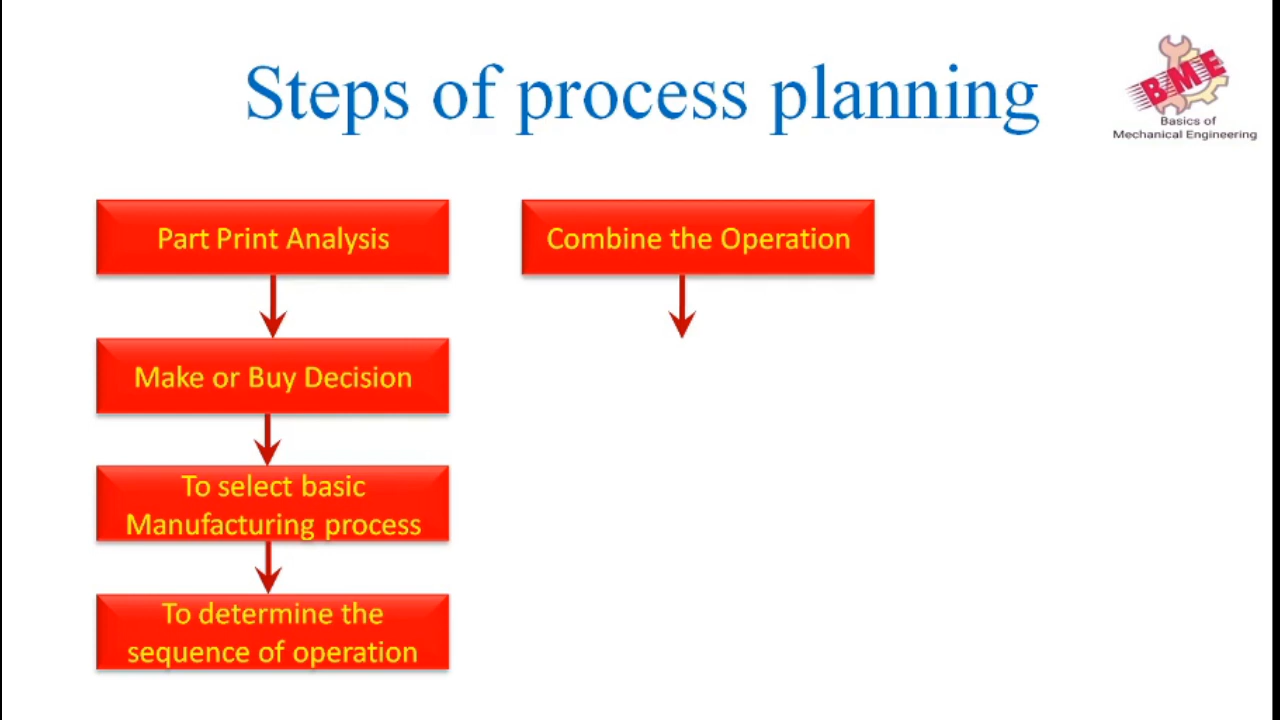 Steps of process planning
BME
Basics of
Mechanical Engineering
Part Print Analysis
Make or Buy Decision
To select basic
Manufacturing process
To determine the
sequence of operation
Combine the Operation